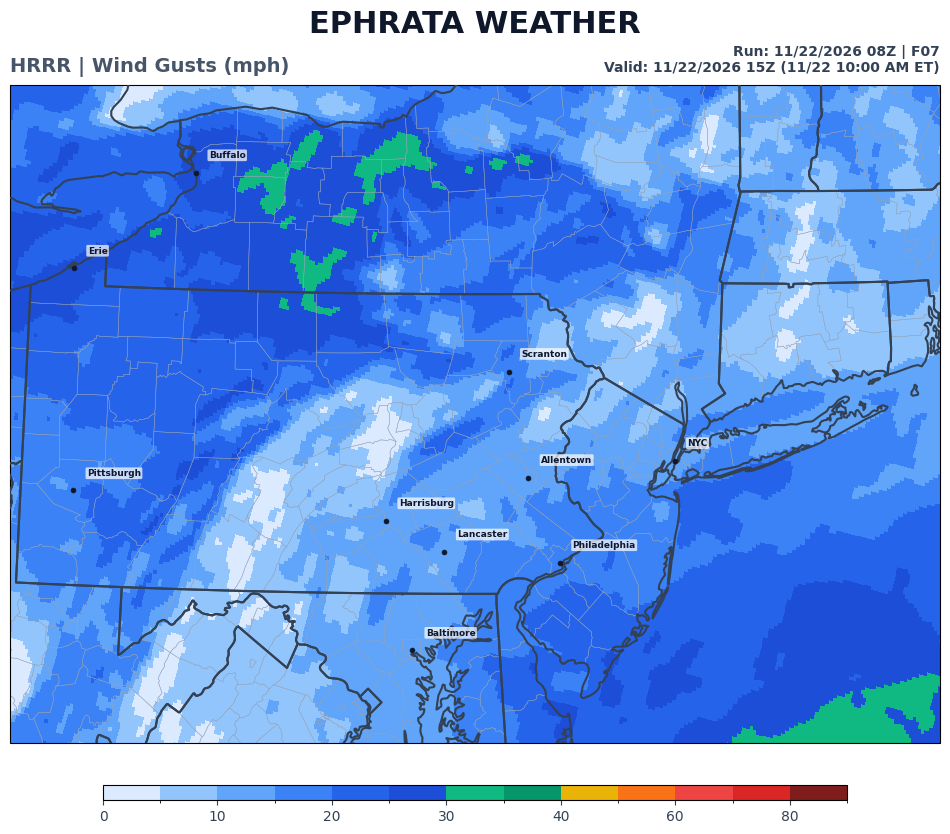 EPHRATA WEATHER
HRRR | Wind Gusts (mph)
Run: 11/22/2026 08Z | F07
Valid: 11/22/2026 15Z (11/22 10:00 AM ET)
Buffalo
Erie
Scranton
NYC
Allentown
Pittsburgh
Harrisburg
Lancaster
Philadelphia
Baltimore
0 10 20 30 40 50 60 70 80